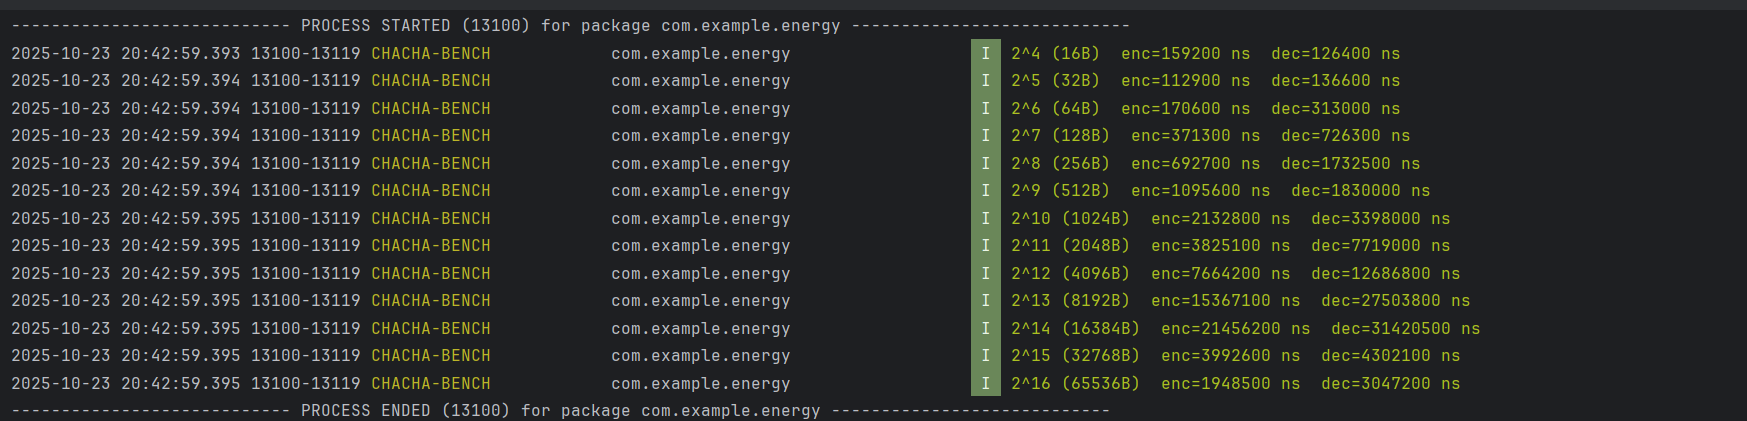 ---------------------------- PROCESS STARTED (13100) for package com.example.energy ----------------------------
2025-10-23 20:42:59.393 13100-13119 CHACHA-BENCH            com.example.energy                  I  2^4 (16B)  enc=159200 ns  dec=126400 ns
2025-10-23 20:42:59.394 13100-13119 CHACHA-BENCH            com.example.energy                  I  2^5 (32B)  enc=112900 ns  dec=136600 ns
2025-10-23 20:42:59.394 13100-13119 CHACHA-BENCH            com.example.energy                  I  2^6 (64B)  enc=170600 ns  dec=313000 ns
2025-10-23 20:42:59.394 13100-13119 CHACHA-BENCH            com.example.energy                  I  2^7 (128B)  enc=371300 ns  dec=726300 ns
2025-10-23 20:42:59.394 13100-13119 CHACHA-BENCH            com.example.energy                  I  2^8 (256B)  enc=692700 ns  dec=1732500 ns
2025-10-23 20:42:59.394 13100-13119 CHACHA-BENCH            com.example.energy                  I  2^9 (512B)  enc=1095600 ns  dec=1830000 ns
2025-10-23 20:42:59.395 13100-13119 CHACHA-BENCH            com.example.energy                  I  2^10 (1024B)  enc=2132800 ns  dec=3398000 ns
2025-10-23 20:42:59.395 13100-13119 CHACHA-BENCH            com.example.energy                  I  2^11 (2048B)  enc=3825100 ns  dec=7719000 ns
2025-10-23 20:42:59.395 13100-13119 CHACHA-BENCH            com.example.energy                  I  2^12 (4096B)  enc=7664200 ns  dec=12686800 ns
2025-10-23 20:42:59.395 13100-13119 CHACHA-BENCH            com.example.energy                  I  2^13 (8192B)  enc=15367100 ns  dec=27503800 ns
2025-10-23 20:42:59.395 13100-13119 CHACHA-BENCH            com.example.energy                  I  2^14 (16384B)  enc=21456200 ns  dec=31420500 ns
2025-10-23 20:42:59.395 13100-13119 CHACHA-BENCH            com.example.energy                  I  2^15 (32768B)  enc=3992600 ns  dec=4302100 ns
2025-10-23 20:42:59.395 13100-13119 CHACHA-BENCH            com.example.energy                  I  2^16 (65536B)  enc=1948500 ns  dec=3047200 ns
---------------------------- PROCESS ENDED (13100) for package com.example.energy ----------------------------